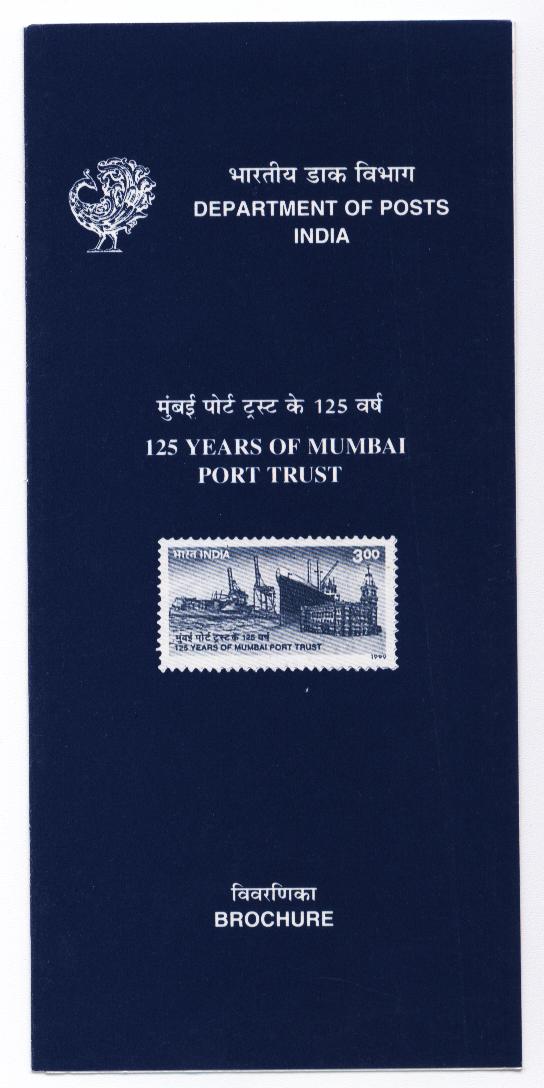 भारतीय डाक विभाग
DEPARTMENT OF POSTS
INDIA
मुंबई पोर्ट ट्रस्ट के 125 वर्ष
125 YEARS OF MUMBAI
PORT TRUST
भारत INDIA 3.00
मुंबई पोर्ट ट्रस्ट के 125 वर्ष
125 YEARS OF MUMBAI PORT TRUST
1999
विवरणिका
BROCHURE